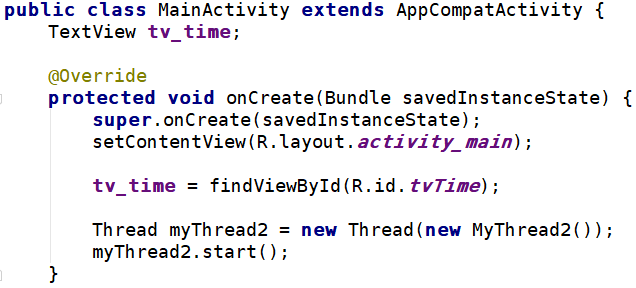 public class MainActivity extends AppCompatActivity {
    TextView tv_time;

    @Override
    protected void onCreate(Bundle savedInstanceState) {
        super.onCreate(savedInstanceState);
        setContentView(R.layout.activity_main);

        tv_time = findViewById(R.id.tvTime);

        Thread myThread2 = new Thread(new MyThread2());
        myThread2.start();
    }